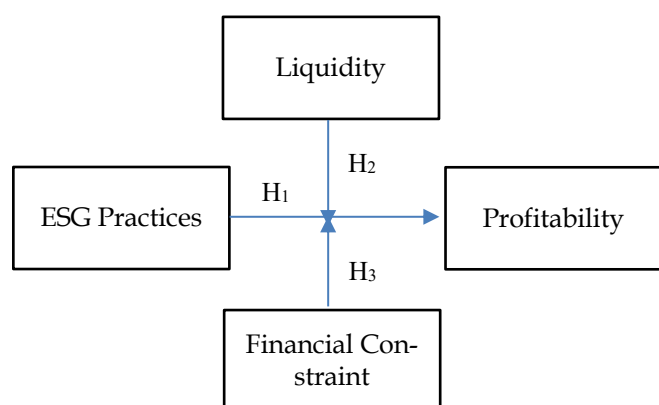 Liquidity
H2
H1
ESG Practices
Profitability
H3
Financial Con-
straint